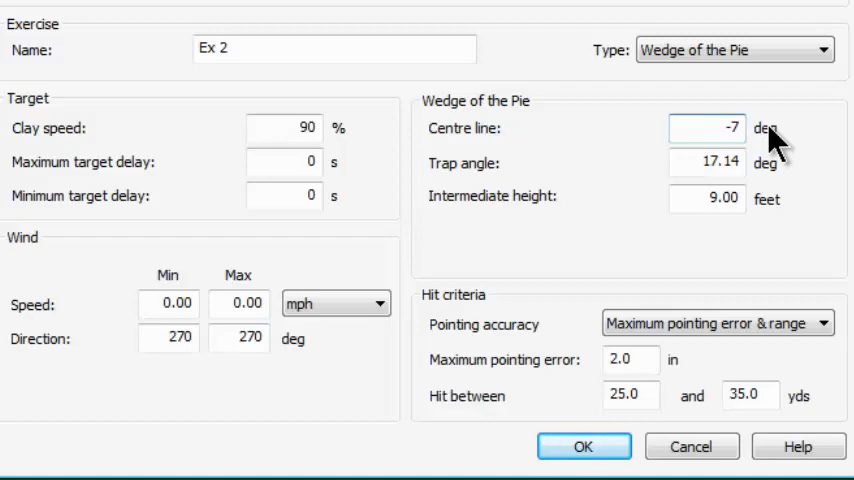 Exercise
Name: Ex 2 Type: Wedge of the Pie
Target
Clay speed: 90 %
Maximum target delay: 0 s
Minimum target delay: 0 s
Wedge of the Pie
Centre line: -7 deg
Trap angle: 17.14 deg
Intermediate height: 9.00 feet
Wind
Min Max
Speed: 0.00 0.00 mph
Direction: 270 270 deg
Hit criteria
Pointing accuracy Maximum pointing error & range
Maximum pointing error: 2.0 in
Hit between 25.0 and 35.0 yds
OK Cancel Help